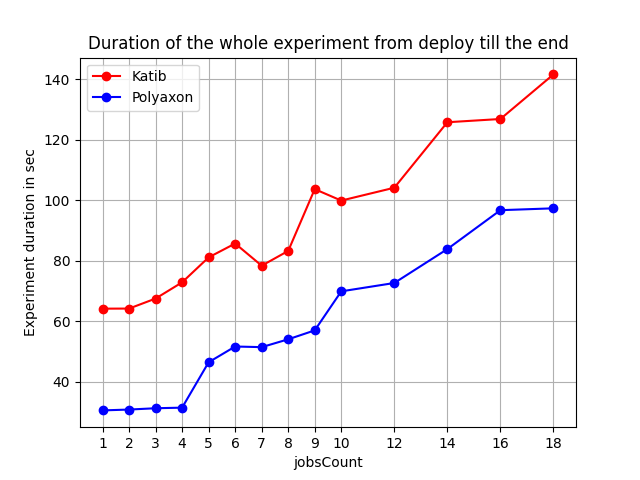 Duration of the whole experiment from deploy till the end
Katib
Polyaxon
Experiment duration in sec
140
120
100
80
60
40
1 2 3 4 5 6 7 8 9 10 12 14 16 18
jobsCount